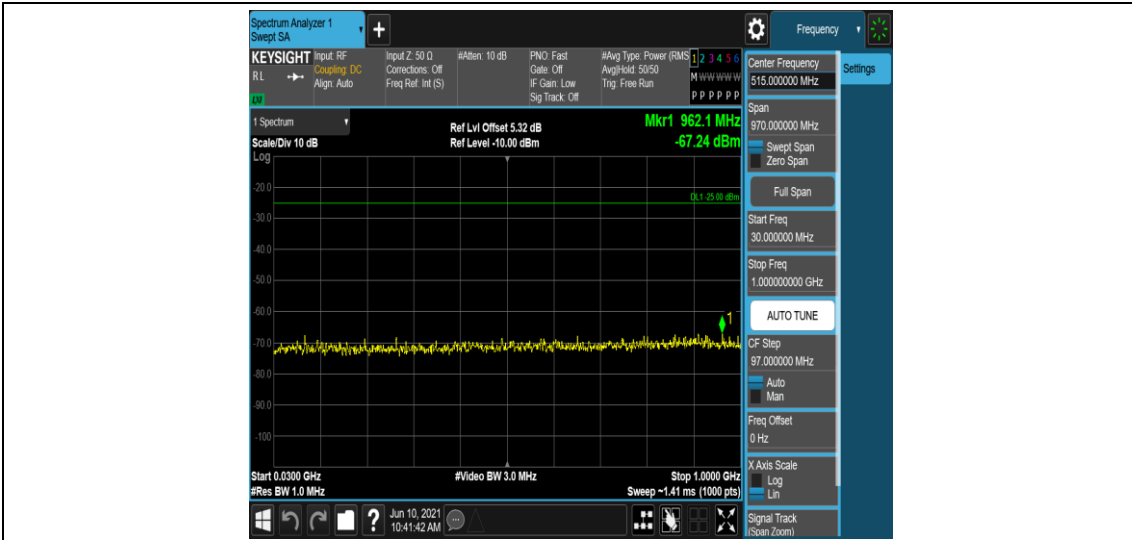 Spectrum Analyzer 1
Swept SA
+
Frequency
KEYSIGHT
Input: RF
Input Z: 50 Ω
#Atten: 10 dB
PNO: Fast
#Avg Type: Power (RMS
1 2 3 4 5 6
RL
Coupling: DC
Corrections: Off
Gate: Off
Avg|Hold: 50/50
M W W W W W
Align: Auto
Freq Ref: Int (S)
IF Gain: Low
Trig: Free Run
Sig Track: Off
P P P P P P
LXI
1 Spectrum
Scale/Div 10 dB
Ref Lvl Offset 5.32 dB
Ref Level -10.00 dBm
Mkr1 962.1 MHz
-67.24 dBm
Log
-20.0
DL1 -25.00 dBm
-30.0
-40.0
-50.0
-60.0
1
-70.0
-80.0
-90.0
-100
Start 0.0300 GHz
#Video BW 3.0 MHz
Stop 1.0000 GHz
#Res BW 1.0 MHz
Sweep ~1.41 ms (1000 pts)
?
Jun 10, 2021
10:41:42 AM
Center Frequency
515.000000 MHz
Settings
Span
970.000000 MHz
Swept Span
Zero Span
Full Span
Start Freq
30.000000 MHz
Stop Freq
1.000000000 GHz
AUTO TUNE
CF Step
97.000000 MHz
Auto
Man
Freq Offset
0 Hz
X Axis Scale
Log
Lin
Signal Track
(Span Zoom)